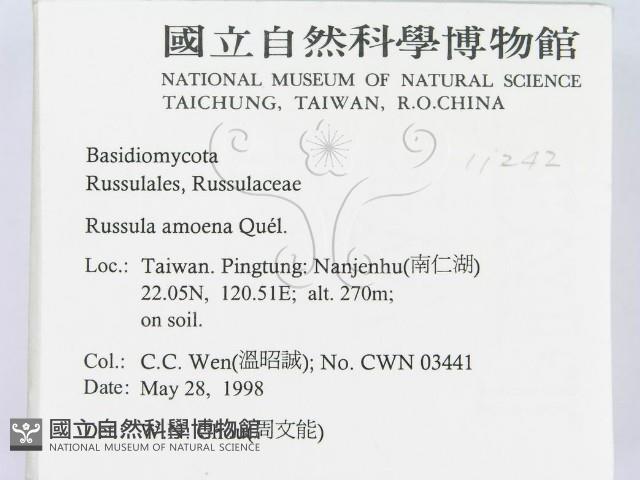 國立自然科學博物館
NATIONAL MUSEUM OF NATURAL SCIENCE
TAICHUNG, TAIWAN, R.O.CHINA
11242
Basidiomycota
Russulales, Russulaceae
Russula amoena Quél.
Loc.: Taiwan. Pingtung: Nanjenhu(南仁湖)
22.05N, 120.51E; alt. 270m;
on soil.
Col.: C.C. Wen(溫昭誠); No. CWN 03441
Date: May 28, 1998
(周文能)
國立自然科學博物館
NATIONAL MUSEUM OF NATURAL SCIENCE